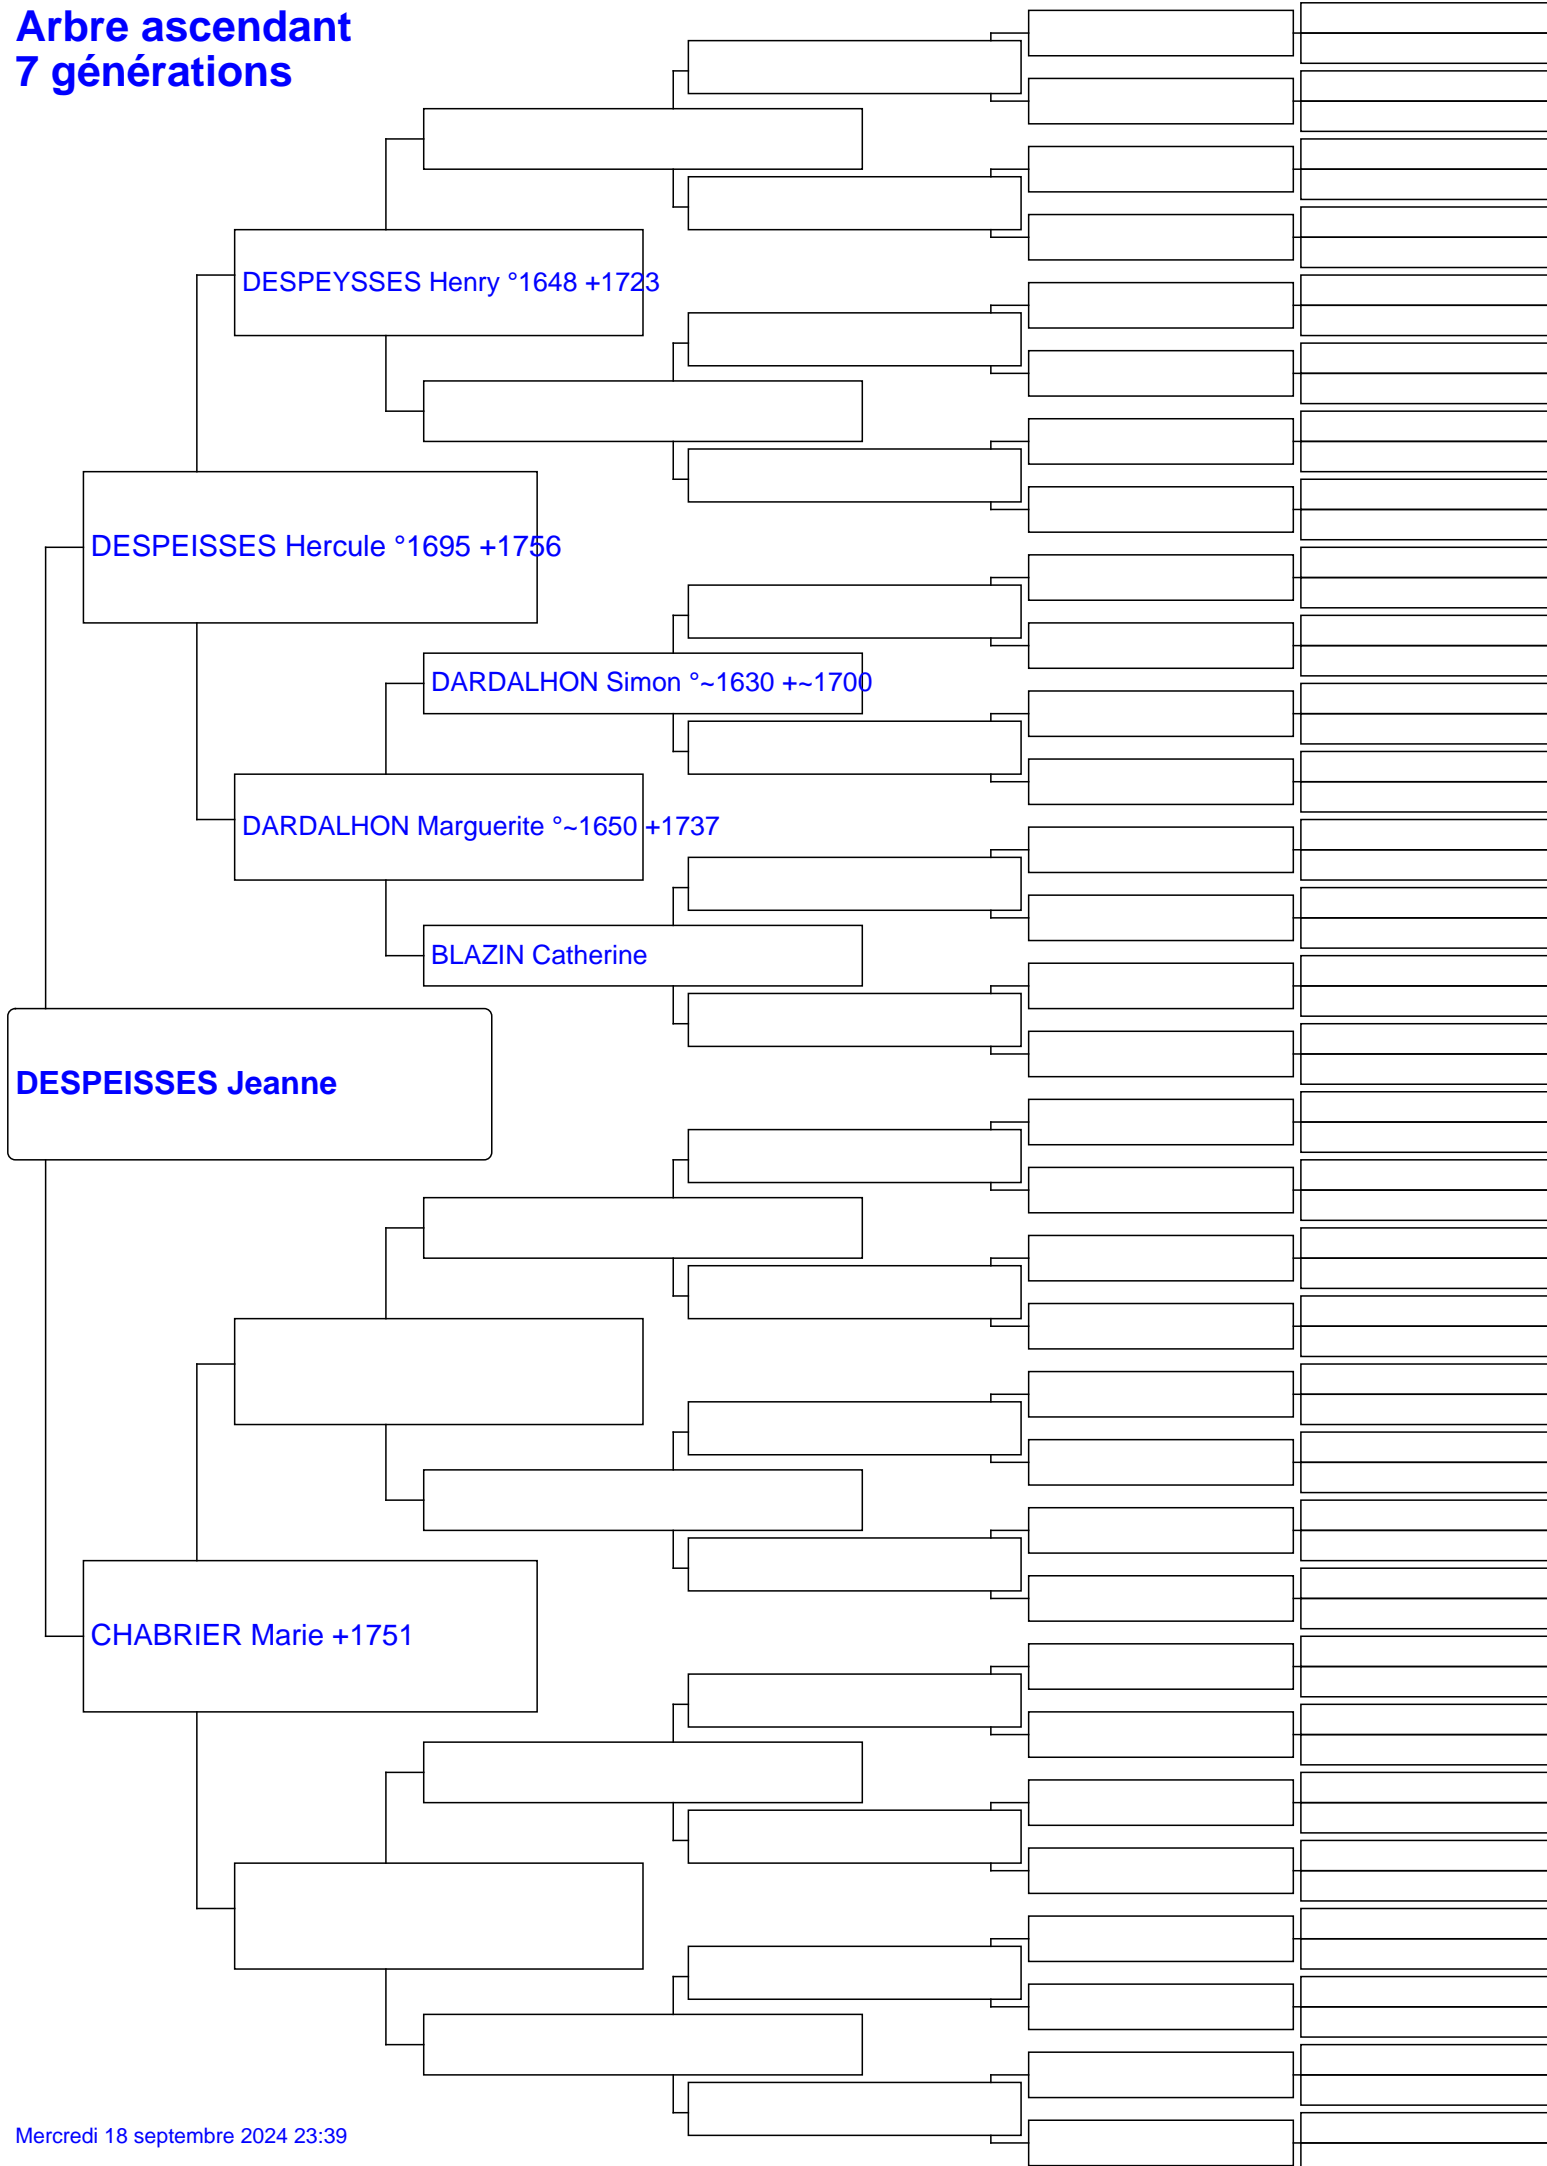 Arbre ascendant
7 générations
DESPEYSSES Henry °1648 +1723
DESPEISSES Hercule °1695 +1756
DARDALHON Simon °~1630 +~1700
DARDALHON Marguerite °~1650 +1737
BLAZIN Catherine
DESPEISSES Jeanne
CHABRIER Marie +1751
Mercredi 18 septembre 2024 23:39